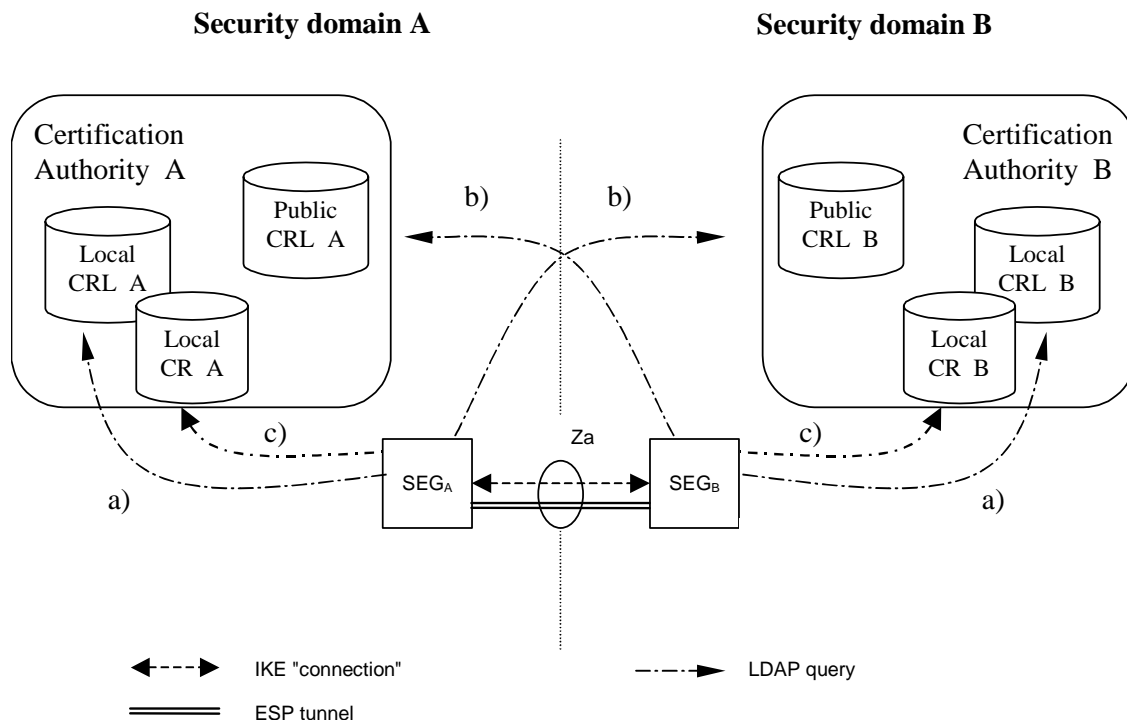 Security domain A
Security domain B
Certification
Authority A
Public
CRL A
Local
CRL A
Local
CR A
b)
b)
Certification
Authority B
Public
CRL B
Local
CRL B
Local
CR B
c)
Za
c)
a)
SEGA
SEGB
a)
IKE "connection"
LDAP query
ESP tunnel